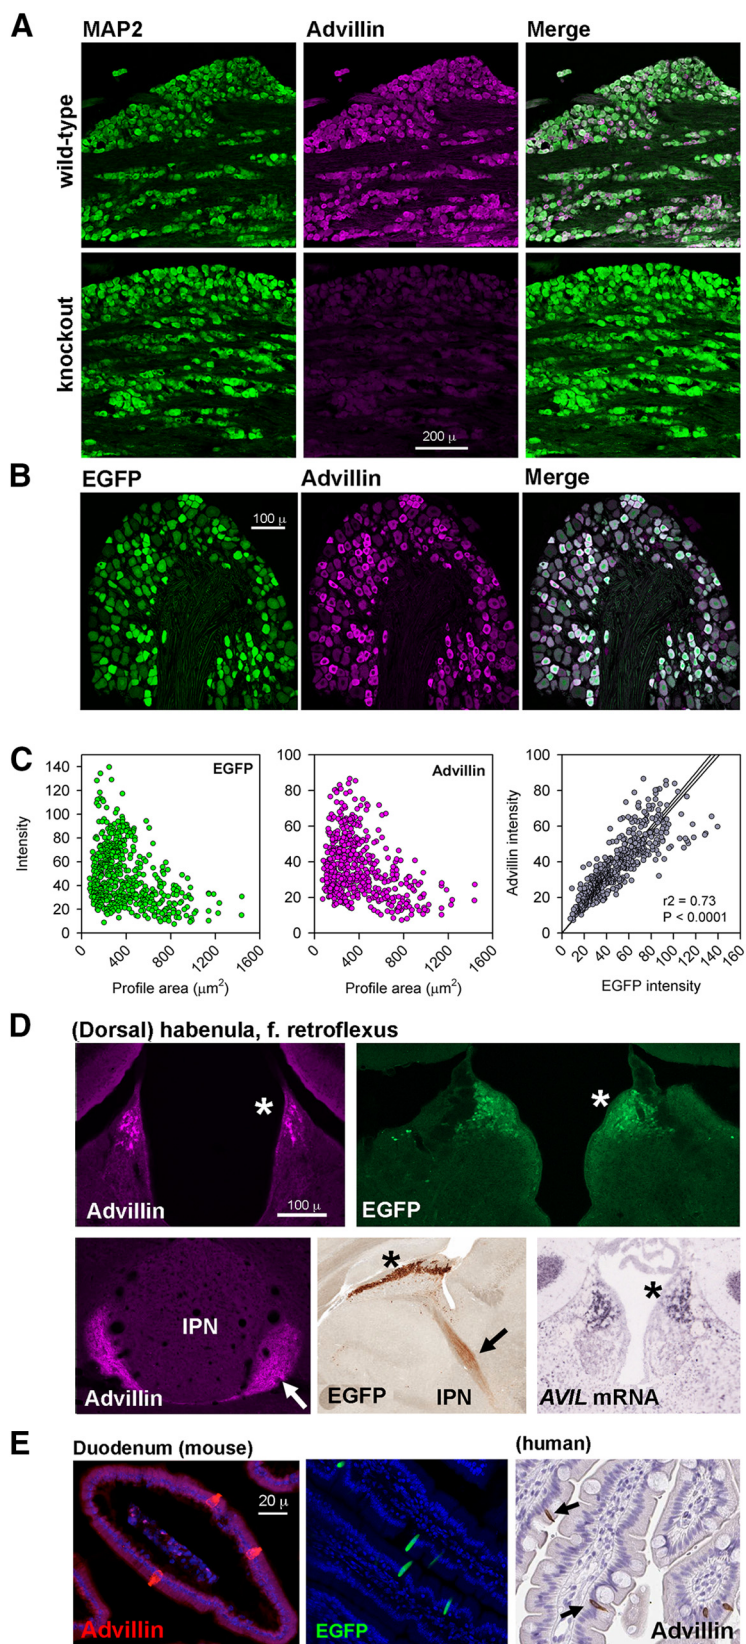 A
MAP2 Advillin Merge
wild-type
knockout
200 μ
B
EGFP Advillin Merge
100 μ
C
EGFP
Intensity
140
120
100
80
60
40
20
0
0 400 800 1200 1600
Profile area (μm2)
Advillin
100
80
60
40
20
0
0 400 800 1200 1600
Profile area (μm2)
Advillin intensity
100
80
60
40
20
0
r2 = 0.73
P < 0.0001
0 20 40 60 80 100 120 140 160
EGFP intensity
D
(Dorsal) habenula, f. retroflexus
*
Advillin
100 μ
*
EGFP
IPN
Advillin
*
EGFP IPN
*
AVIL mRNA
E
Duodenum (mouse) (human)
20 μ
Advillin
EGFP
Advillin